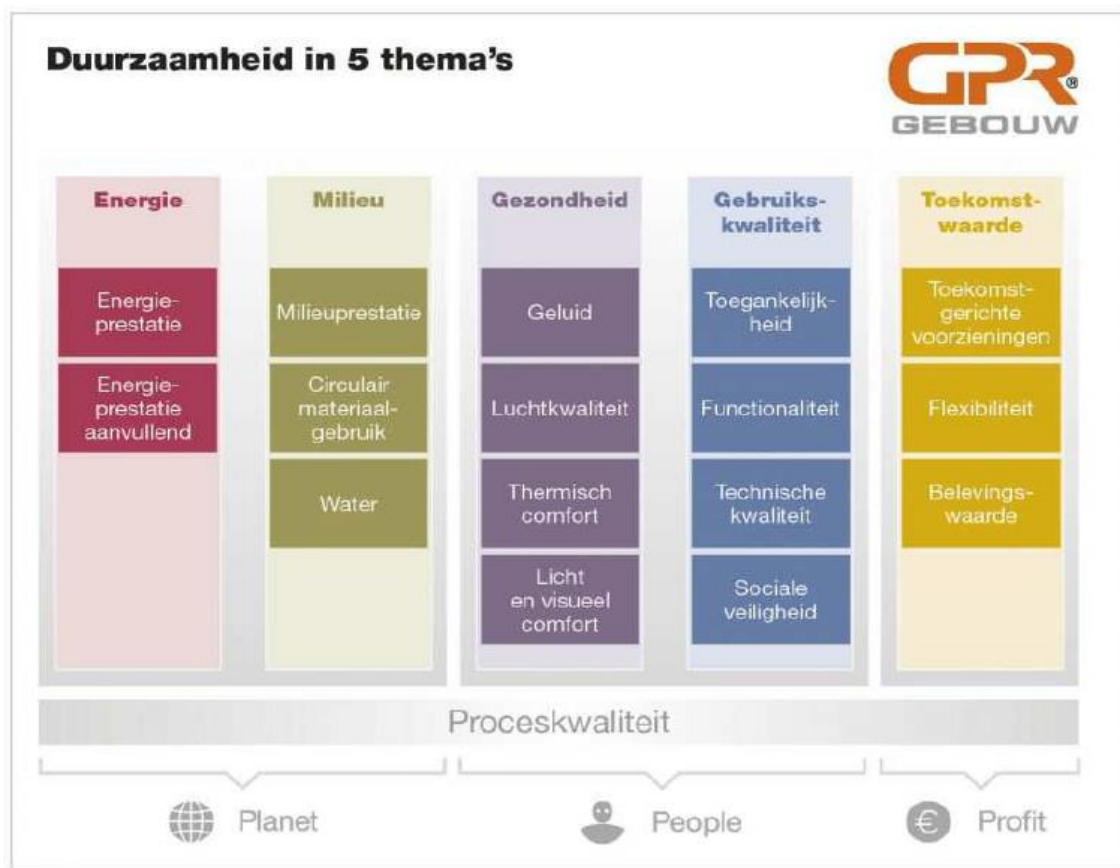 Duurzaamheid in 5 thema's
GPR®
GEBOUW
Energie
Energie-
prestatie
Energie-
prestatie
aanvullend
Milieu
Milieuprestatie
Circulair
materiaal-
gebruik
Water
Gezondheid
Geluid
Luchtkwaliteit
Thermisch
comfort
Licht
en visueel
comfort
Gebruiks-
kwaliteit
Toegankelijk-
heid
Functionaliteit
Technische
kwaliteit
Sociale
veiligheid
Toekomst-
waarde
Toekomst-
gerichte
voorzieningen
Flexibiliteit
Belevings-
waarde
Proceskwaliteit
Planet
People
€ Profit